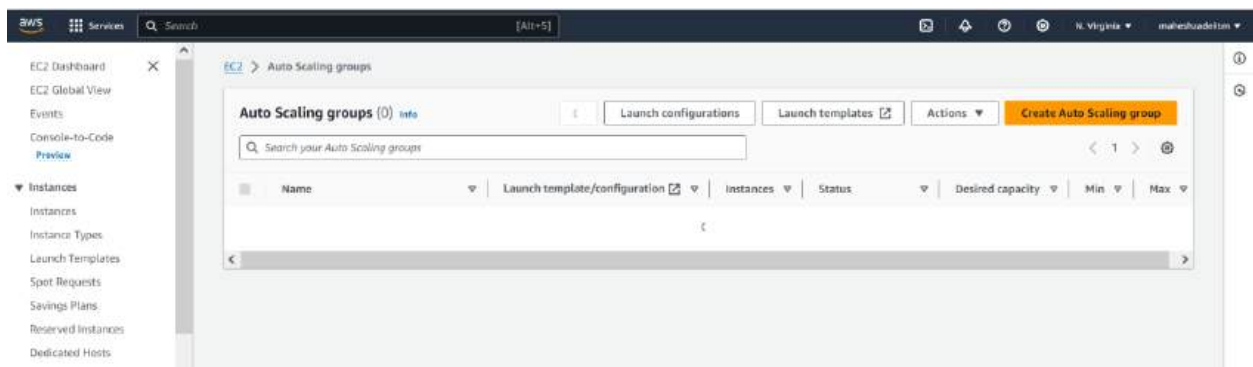 aws Services Search [Alt+S] N. Virginia maheshuadeitm
EC2 Dashboard
EC2 Global View
Events
Console-to-Code
Preview
Instances
Instances
Instance Types
Launch Templates
Spot Requests
Savings Plans
Reserved Instances
Dedicated Hosts
EC2 > Auto Scaling groups
Auto Scaling groups (0) Info Launch configurations Launch templates Actions Create Auto Scaling group
Search your Auto Scaling groups < 1 >
Name Launch template/configuration Instances Status Desired capacity Min Max